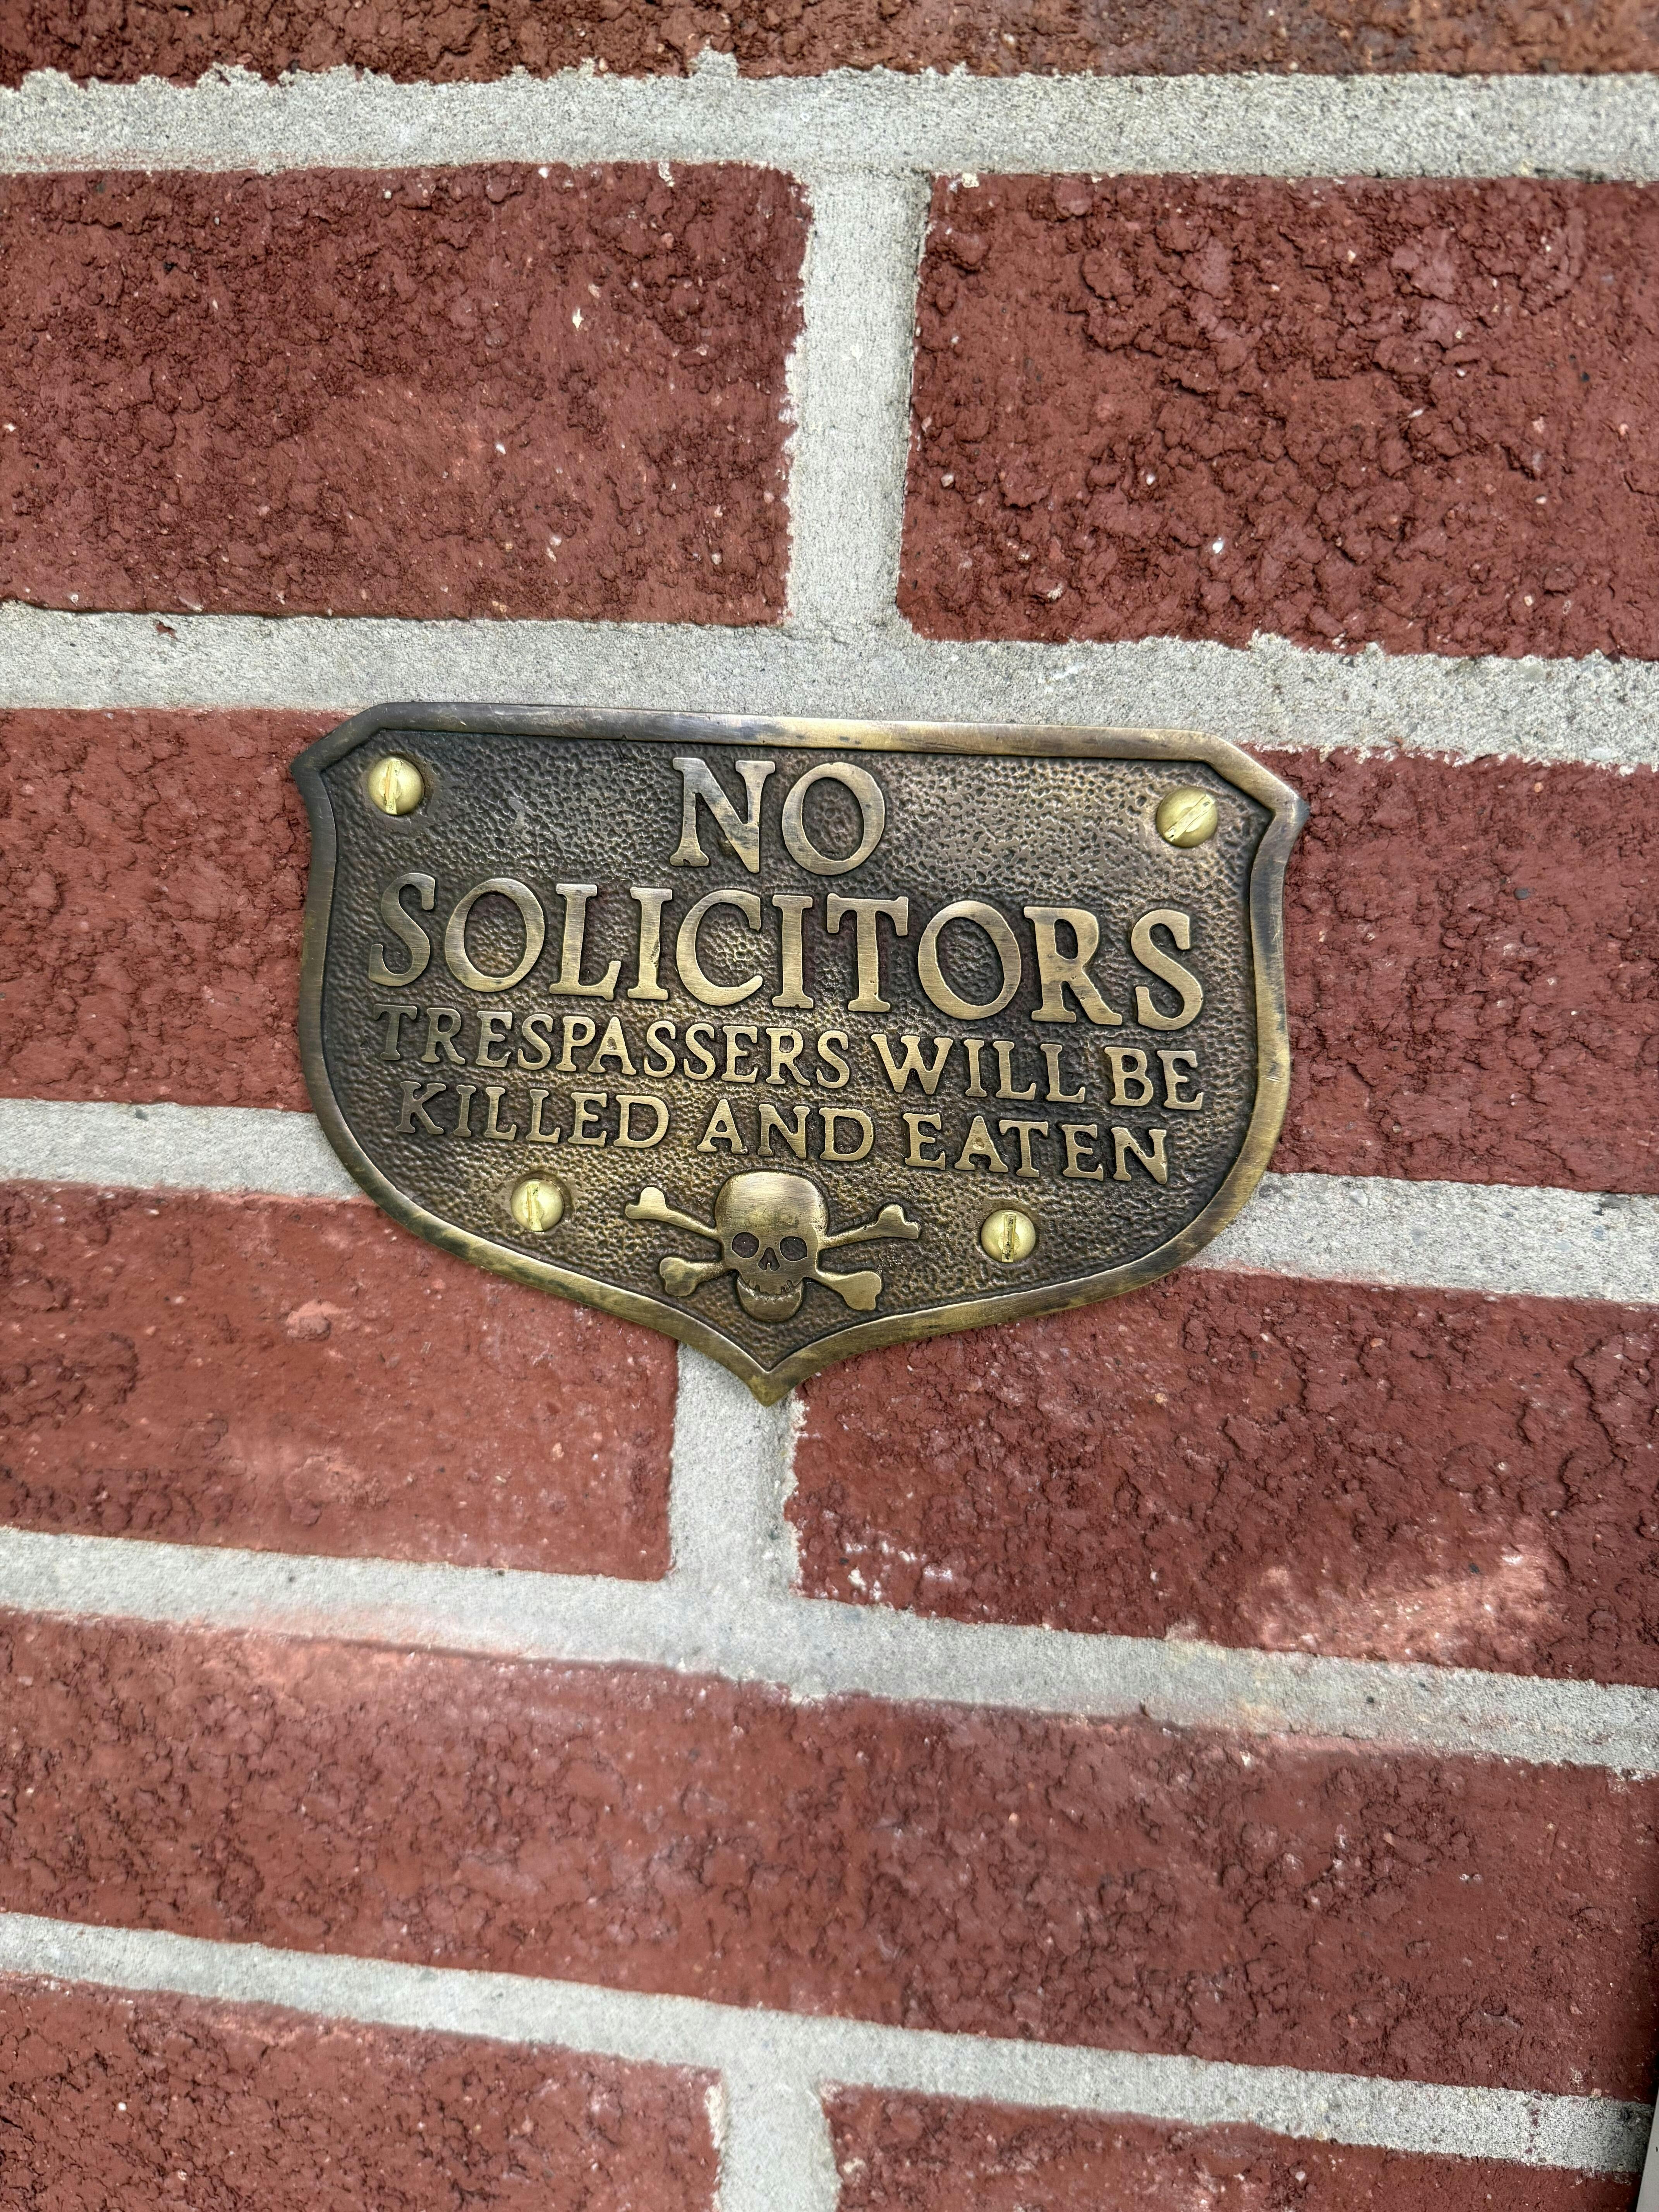 NO
SOLICITORS
TRESPASSERS WILL BE
KILLED AND EATEN